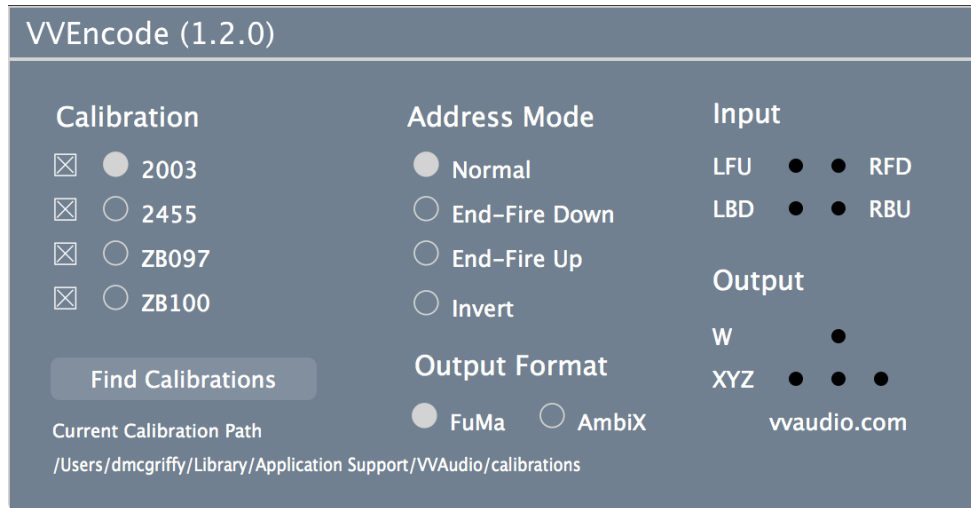 VVEncode (1.2.0)
Calibration
2003
2455
ZB097
ZB100
Find Calibrations
Current Calibration Path
/Users/dmcgriffy/Library/Application Support/VVAudio/calibrations
Address Mode
Normal
End-Fire Down
End-Fire Up
Invert
Output Format
FuMa AmbiX
Input
LFU RFD
LBD RBU
Output
W
XYZ
vvaudio.com